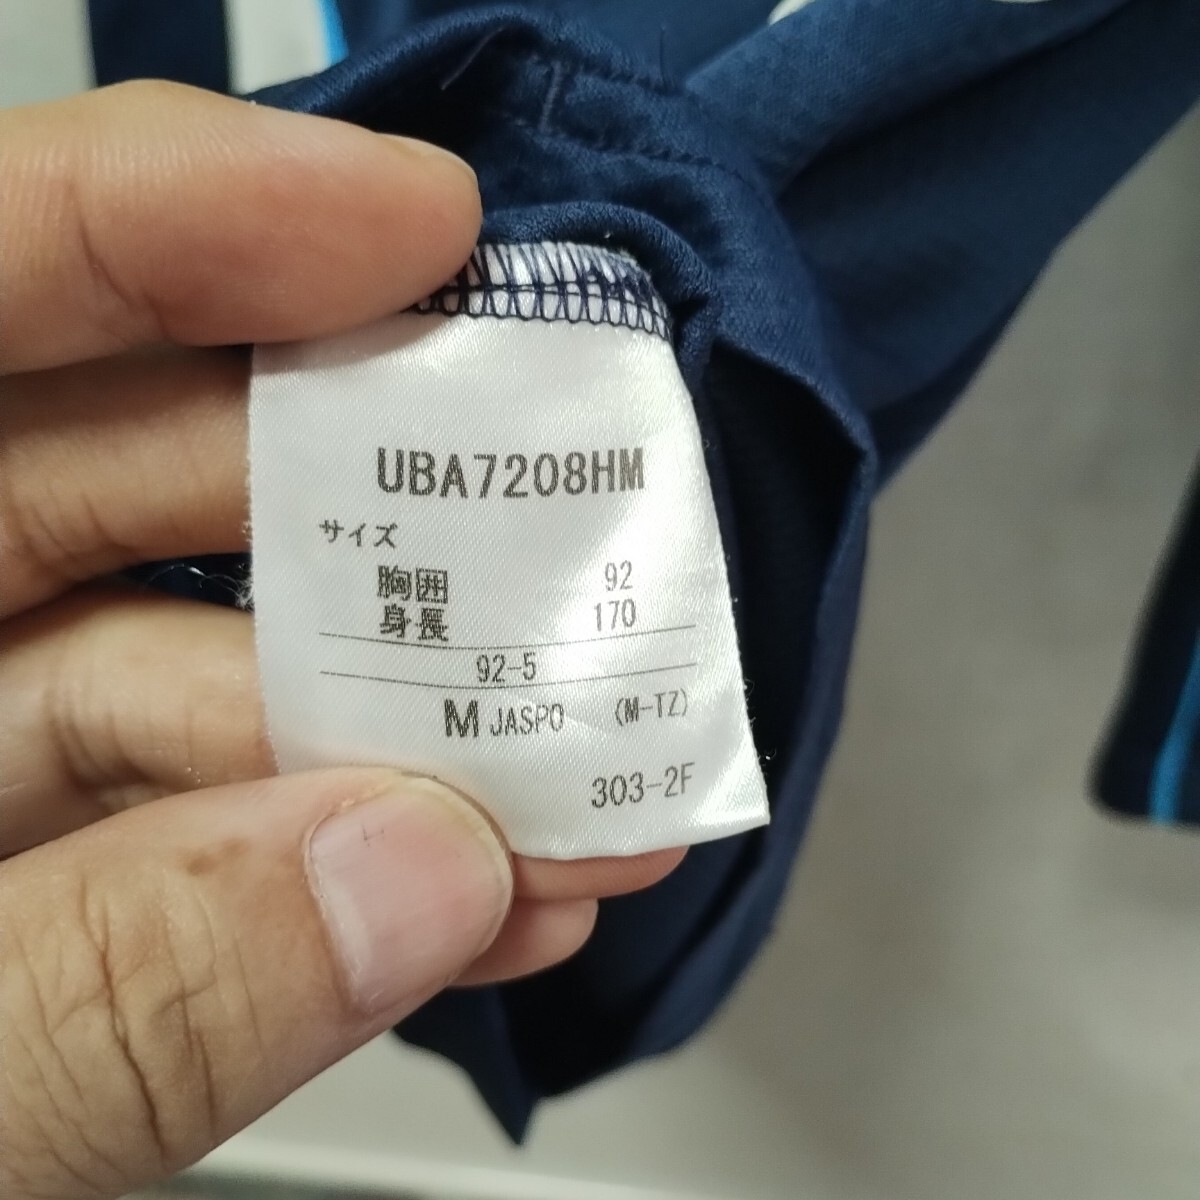 UBA7208HM
サイズ
胸囲 92
身長 170
92-5
M JASPO (M-TZ)
303-2F